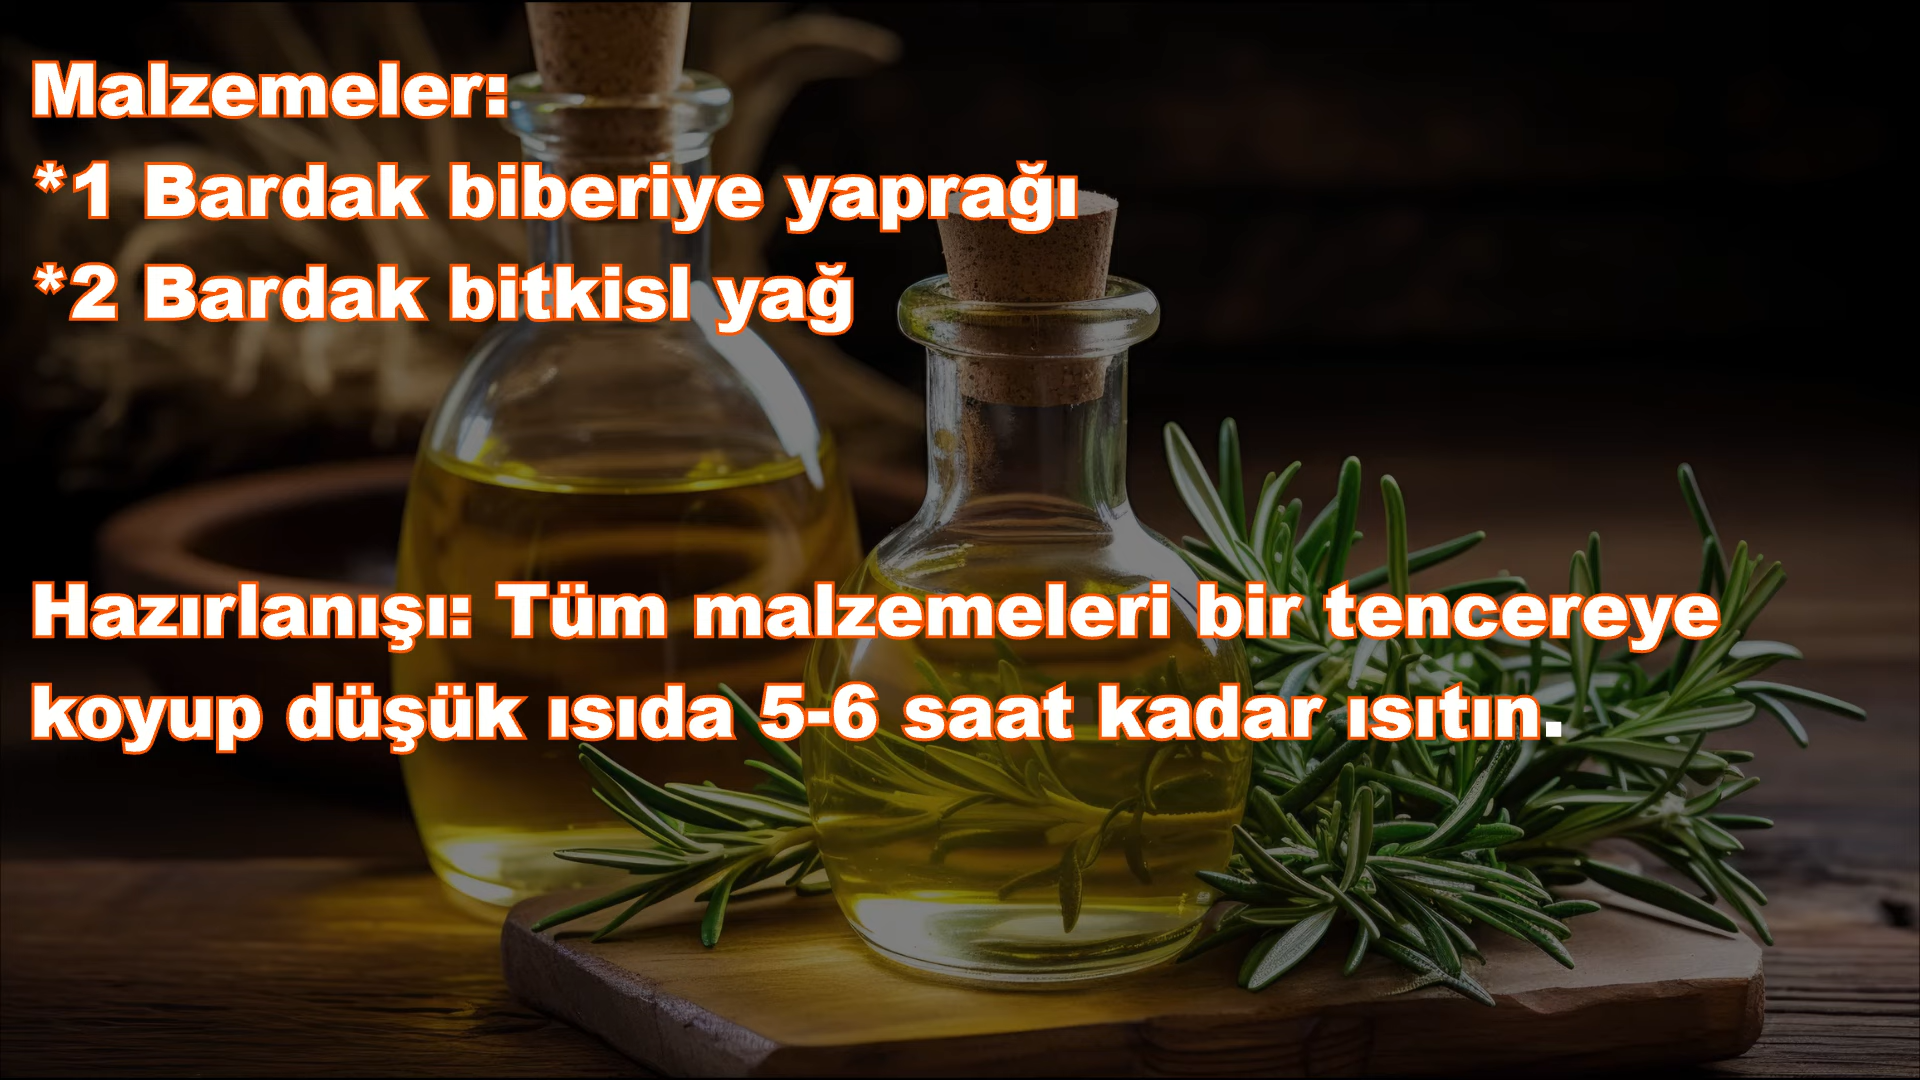 Malzemeler:
*1 Bardak biberiye yaprağı
*2 Bardak bitkisl yağ
Hazırlanışı: Tüm malzemeleri bir tencereye
koyup düşük ısıda 5-6 saat kadar ısıtın.